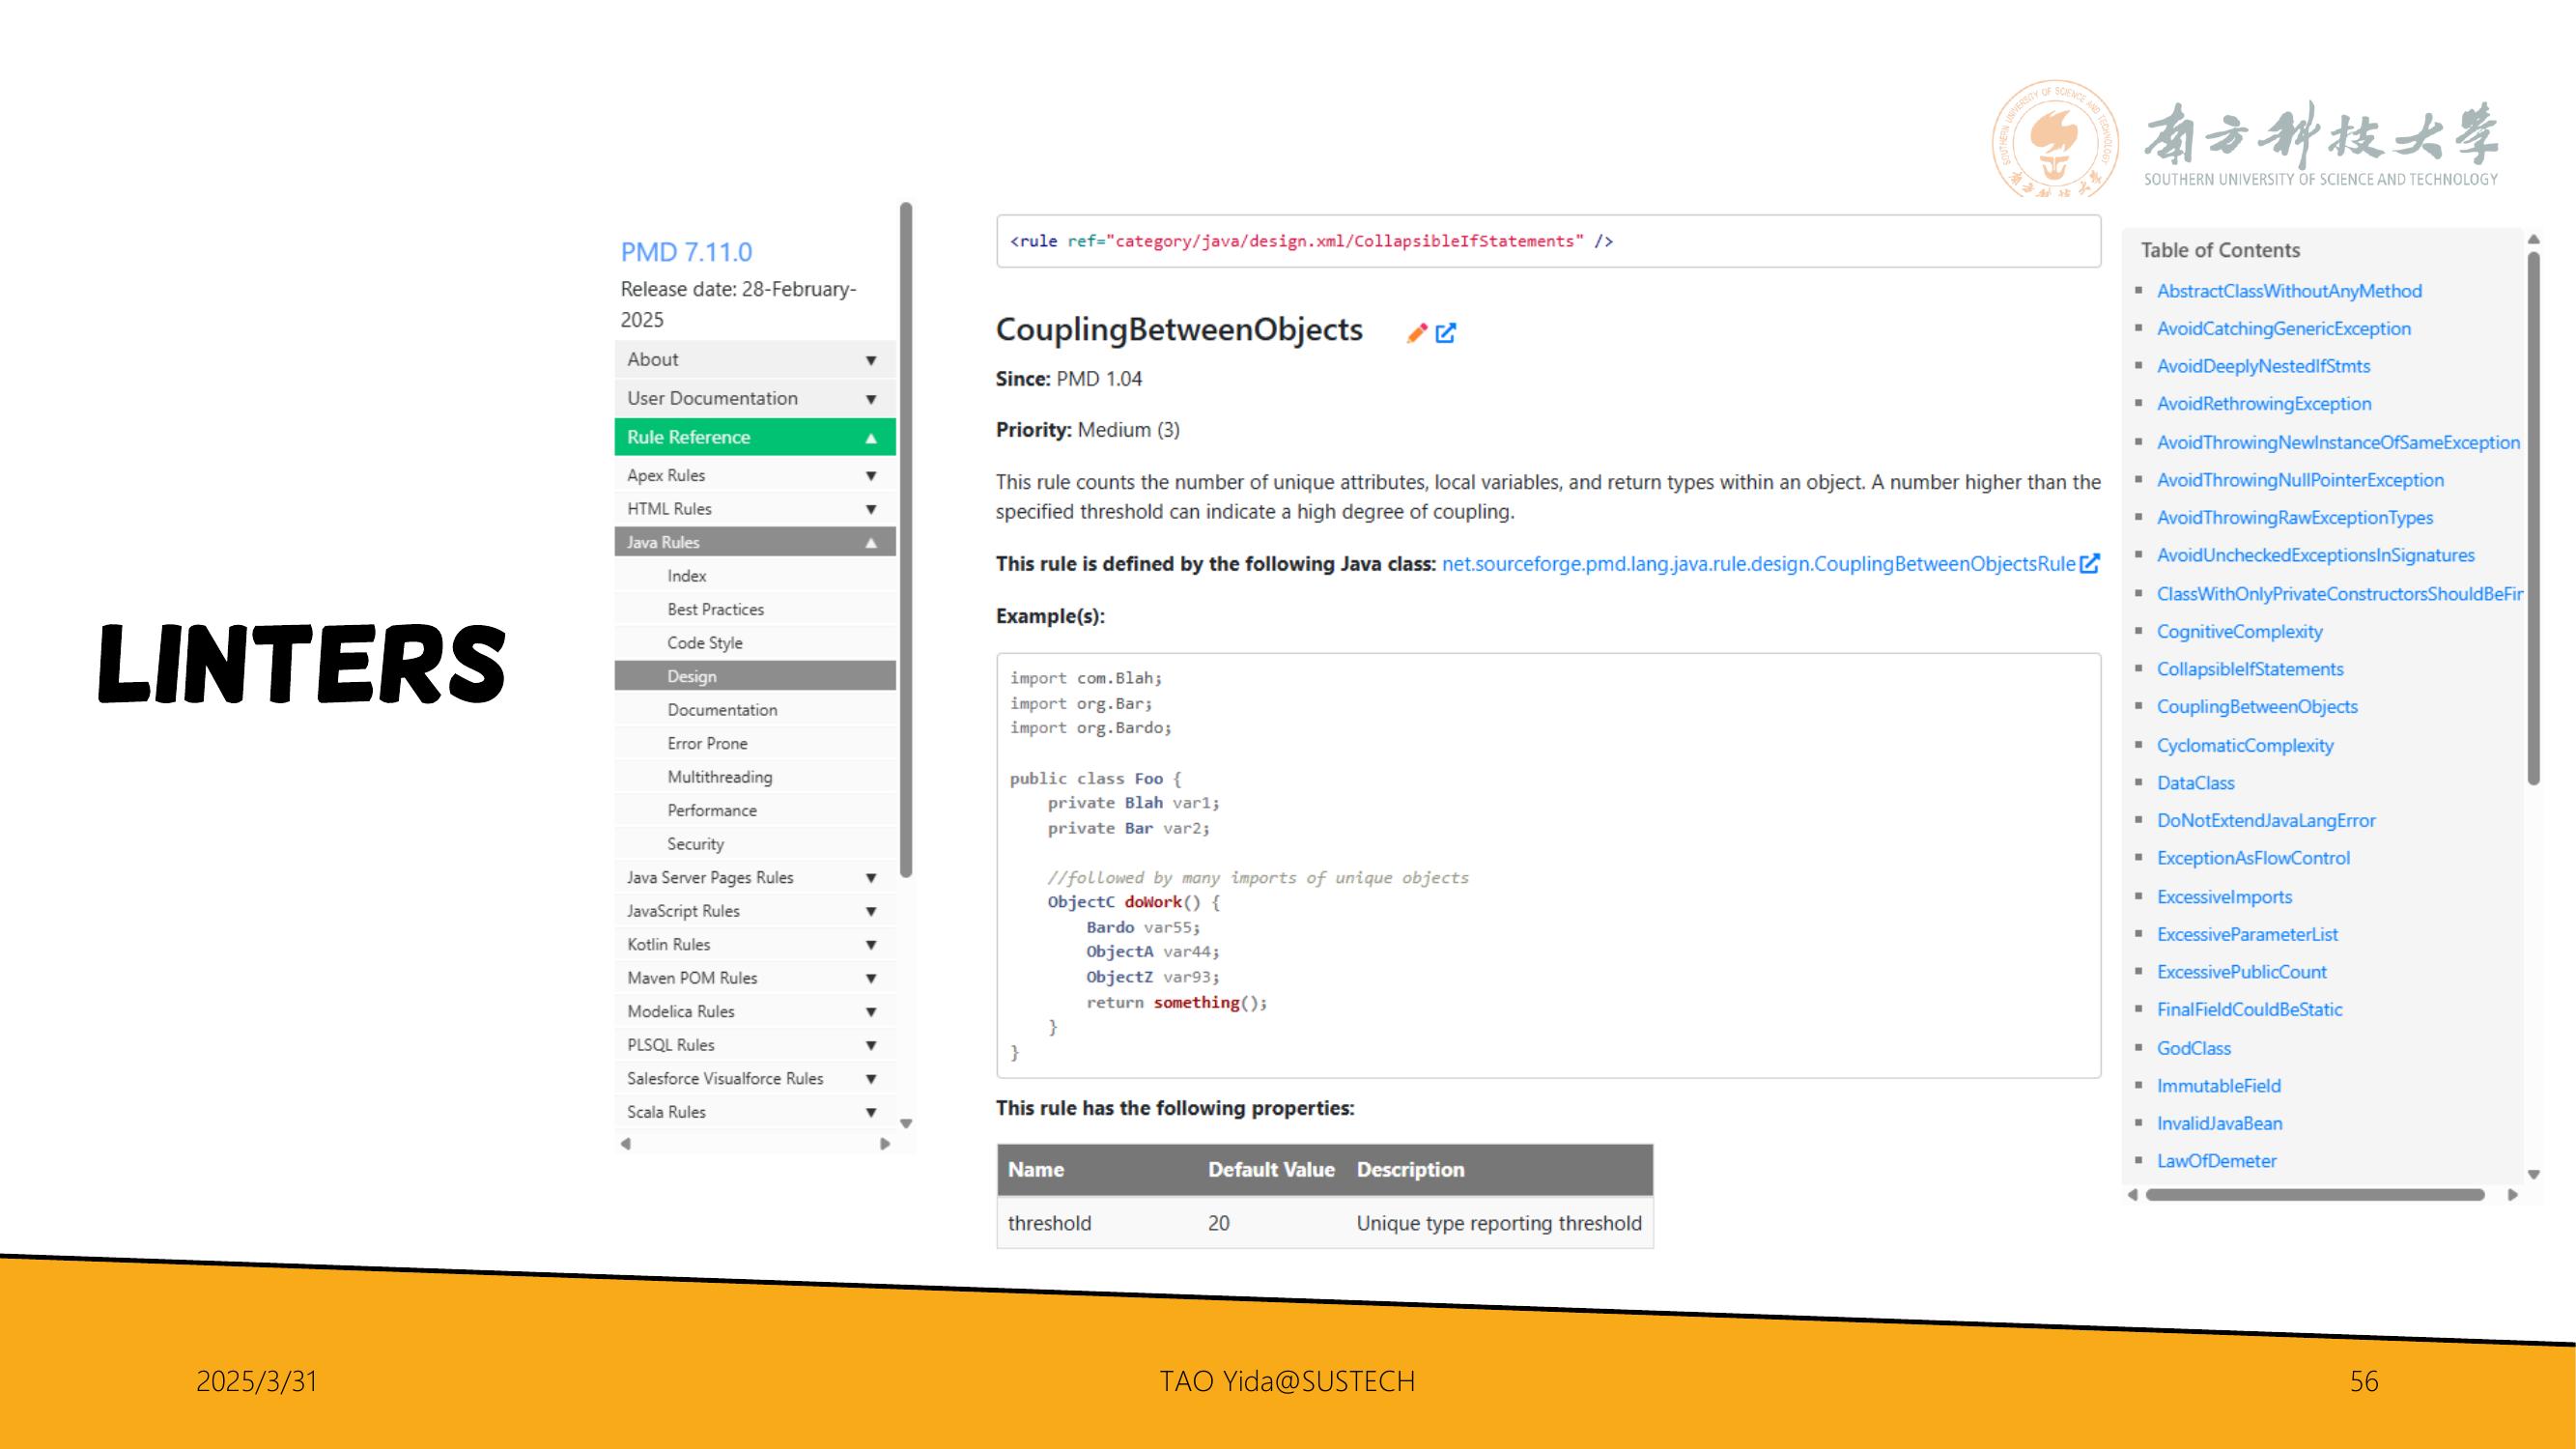 南方科技大学
SOUTHERN UNIVERSITY OF SCIENCE AND TECHNOLOGY
LINTERS
PMD 7.11.0
Release date: 28-February-
2025
About
User Documentation
Rule Reference
Apex Rules
HTML Rules
Java Rules
Index
Best Practices
Code Style
Design
Documentation
Error Prone
Multithreading
Performance
Security
Java Server Pages Rules
JavaScript Rules
Kotlin Rules
Maven POM Rules
Modelica Rules
PLSQL Rules
Salesforce Visualforce Rules
Scala Rules
<rule ref="category/java/design.xml/CollapsibleIfStatements" />
CouplingBetweenObjects
Since: PMD 1.04
Priority: Medium (3)
This rule counts the number of unique attributes, local variables, and return types within an object. A number higher than the
specified threshold can indicate a high degree of coupling.
This rule is defined by the following Java class: net.sourceforge.pmd.lang.java.rule.design.CouplingBetweenObjectsRule
Example(s):
import com.Blah;
import org.Bar;
import org.Bardo;
public class Foo {
    private Blah var1;
    private Bar var2;
    //followed by many imports of unique objects
    ObjectC doWork() {
        Bardo var55;
        ObjectA var44;
        ObjectZ var93;
        return something();
    }
}
This rule has the following properties:
Name Default Value Description
threshold 20 Unique type reporting threshold
Table of Contents
AbstractClassWithoutAnyMethod
AvoidCatchingGenericException
AvoidDeeplyNestedIfStmts
AvoidRethrowingException
AvoidThrowingNewInstanceOfSameException
AvoidThrowingNullPointerException
AvoidThrowingRawExceptionTypes
AvoidUncheckedExceptionsInSignatures
ClassWithOnlyPrivateConstructorsShouldBeFin
CognitiveComplexity
CollapsibleIfStatements
CouplingBetweenObjects
CyclomaticComplexity
DataClass
DoNotExtendJavaLangError
ExceptionAsFlowControl
ExcessiveImports
ExcessiveParameterList
ExcessivePublicCount
FinalFieldCouldBeStatic
GodClass
ImmutableField
InvalidJavaBean
LawOfDemeter
2025/3/31
TAO Yida@SUSTECH
56